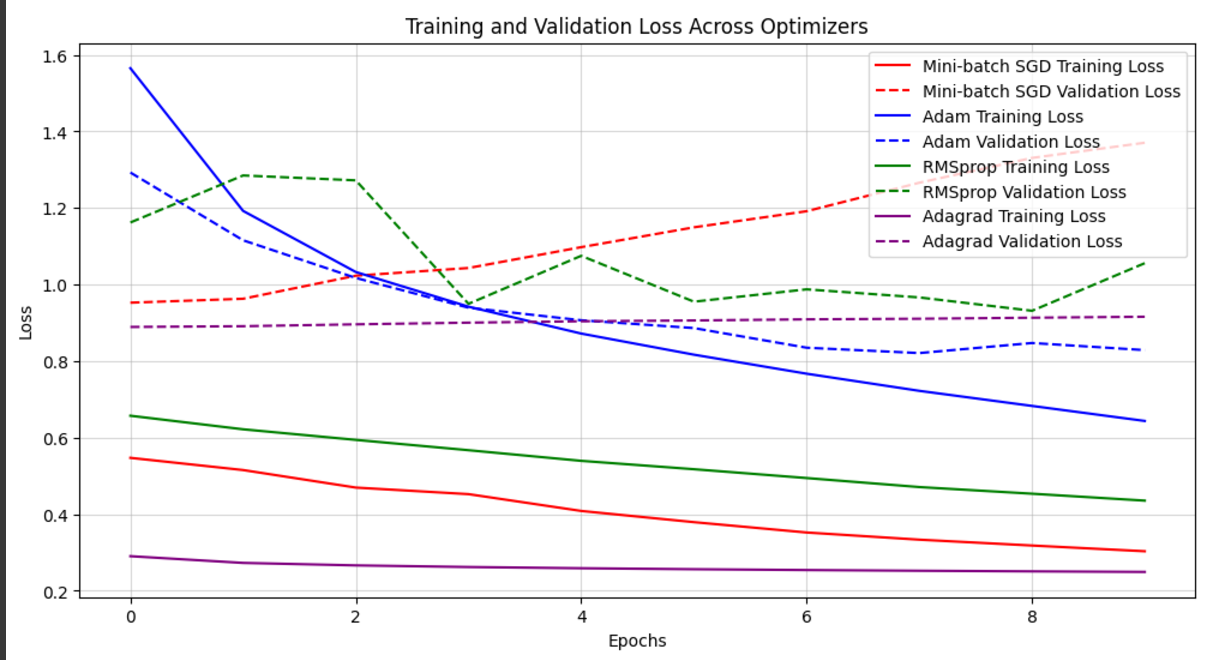 Training and Validation Loss Across Optimizers
1.6
1.4
1.2
1.0
0.8
0.6
0.4
0.2
Loss
Mini-batch SGD Training Loss
Mini-batch SGD Validation Loss
Adam Training Loss
Adam Validation Loss
RMSprop Training Loss
RMSprop Validation Loss
Adagrad Training Loss
Adagrad Validation Loss
0 2 4 6 8
Epochs